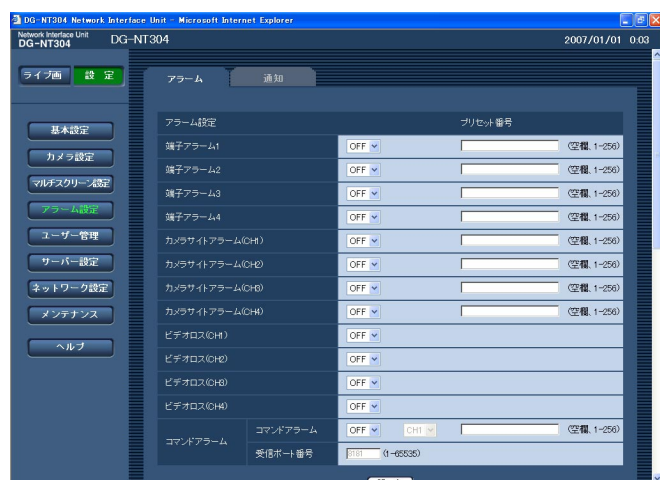 DG-NT304 Network Interface Unit - Microsoft Internet Explorer
Network Interface Unit
DG-NT304 DG-NT304 2007/01/01 0:03
ライブ画 設 定
アラーム 通知
基本設定
カメラ設定
マルチスクリーン設定
アラーム設定
ユーザー管理
サーバー設定
ネットワーク設定
メンテナンス
ヘルプ
アラーム設定 プリセット番号
端子アラーム1 OFF (空欄、1-256)
端子アラーム2 OFF (空欄、1-256)
端子アラーム3 OFF (空欄、1-256)
端子アラーム4 OFF (空欄、1-256)
カメラサイトアラーム(CH1) OFF (空欄、1-256)
カメラサイトアラーム(CH2) OFF (空欄、1-256)
カメラサイトアラーム(CH3) OFF (空欄、1-256)
カメラサイトアラーム(CH4) OFF (空欄、1-256)
ビデオロス(CH1) OFF
ビデオロス(CH2) OFF
ビデオロス(CH3) OFF
ビデオロス(CH4) OFF
コマンドアラーム コマンドアラーム OFF CH1 (空欄、1-256)
受信ポート番号 8181 (1-65535)